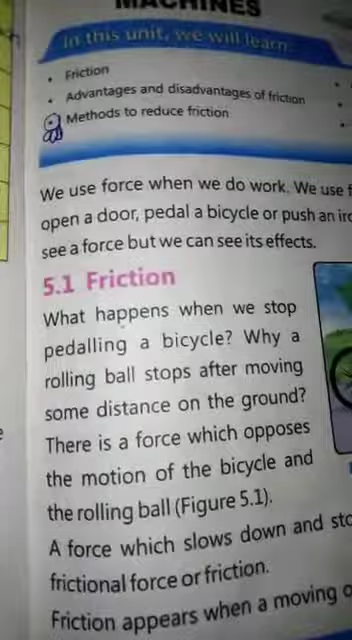 MACHINES
In this unit, we will learn
• Friction
• Advantages and disadvantages of friction
Methods to reduce friction
We use force when we do work. We use
open a door, pedal a bicycle or push an
see a force but we can see its effects.
5.1 Friction
What happens when we stop
pedalling a bicycle? Why a
rolling ball stops after moving
some distance on the ground?
There is a force which opposes
the motion of the bicycle and
the rolling ball (Figure 5.1).
A force which slows down and
frictional force or friction.
Friction appears when a moving